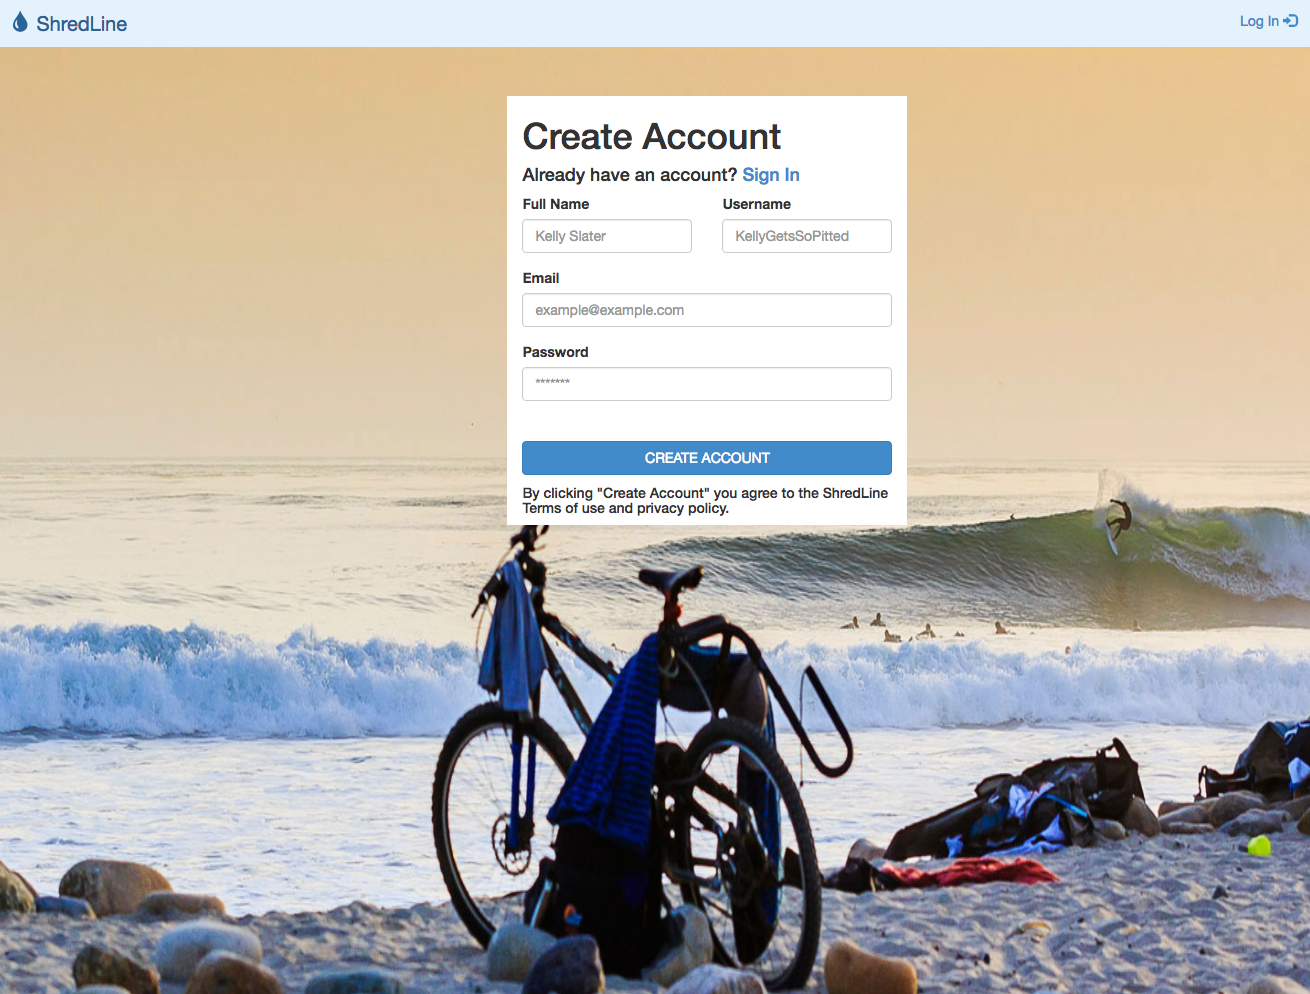 ShredLine
Log In
Create Account
Already have an account? Sign In
Full Name
Username
Kelly Slater
KellyGetsSoPitted
Email
example@example.com
Password
*******
CREATE ACCOUNT
By clicking "Create Account" you agree to the ShredLine
Terms of use and privacy policy.